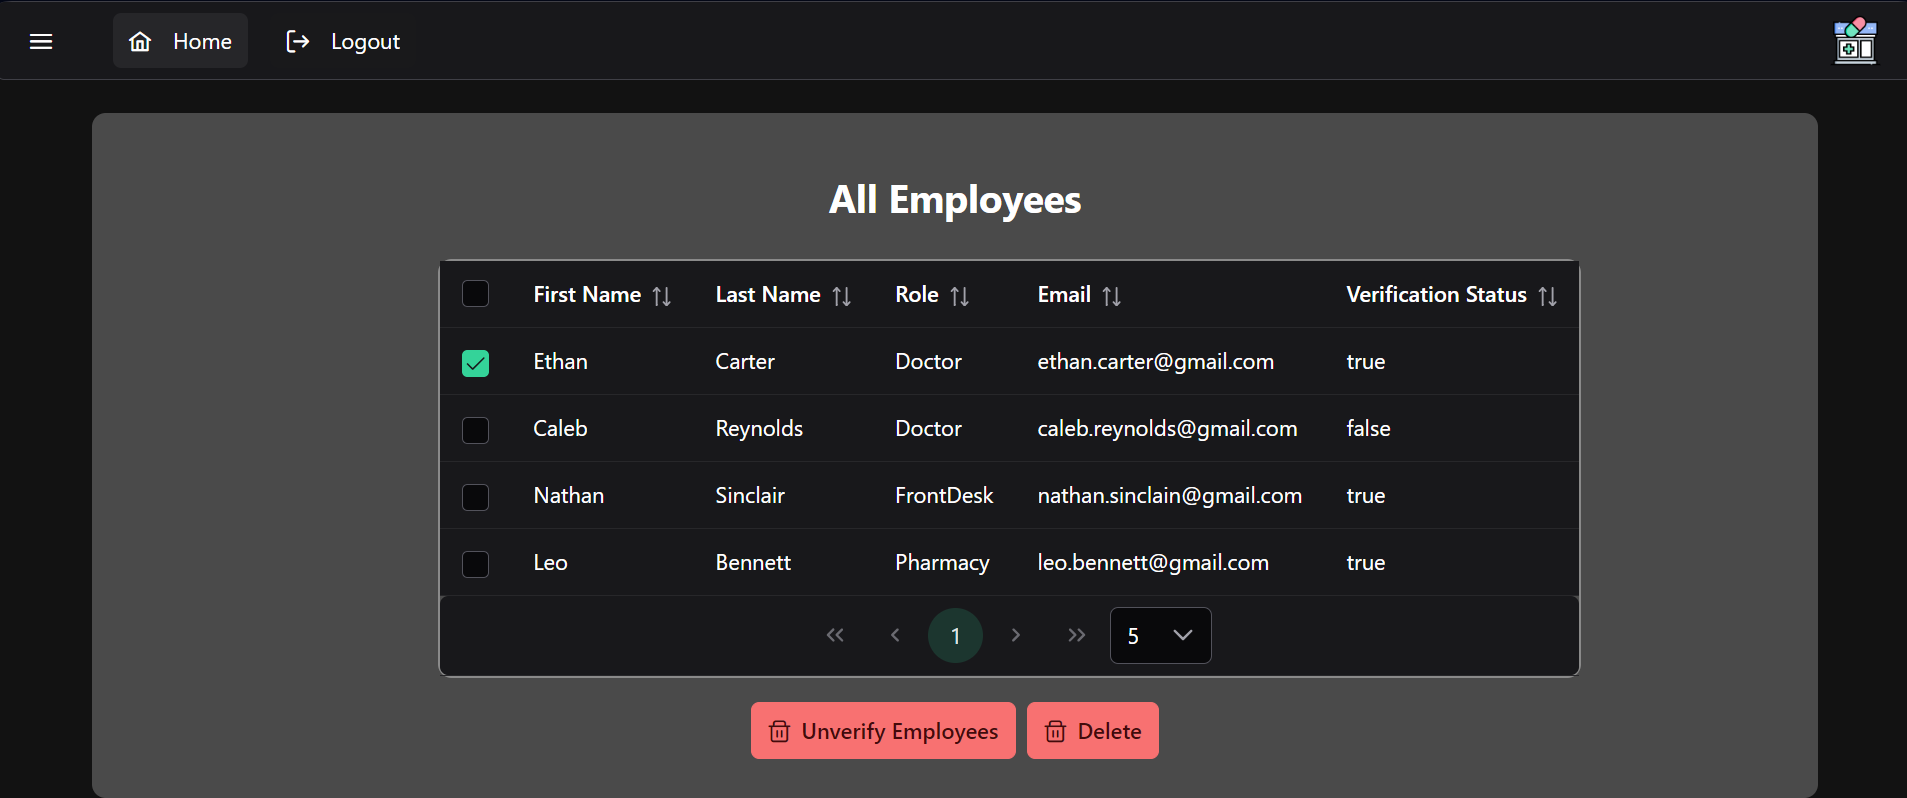 Home Logout
All Employees
First Name Last Name Role Email Verification Status
Ethan Carter Doctor ethan.carter@gmail.com true
Caleb Reynolds Doctor caleb.reynolds@gmail.com false
Nathan Sinclair FrontDesk nathan.sinclain@gmail.com true
Leo Bennett Pharmacy leo.bennett@gmail.com true
1 5
Unverify Employees Delete